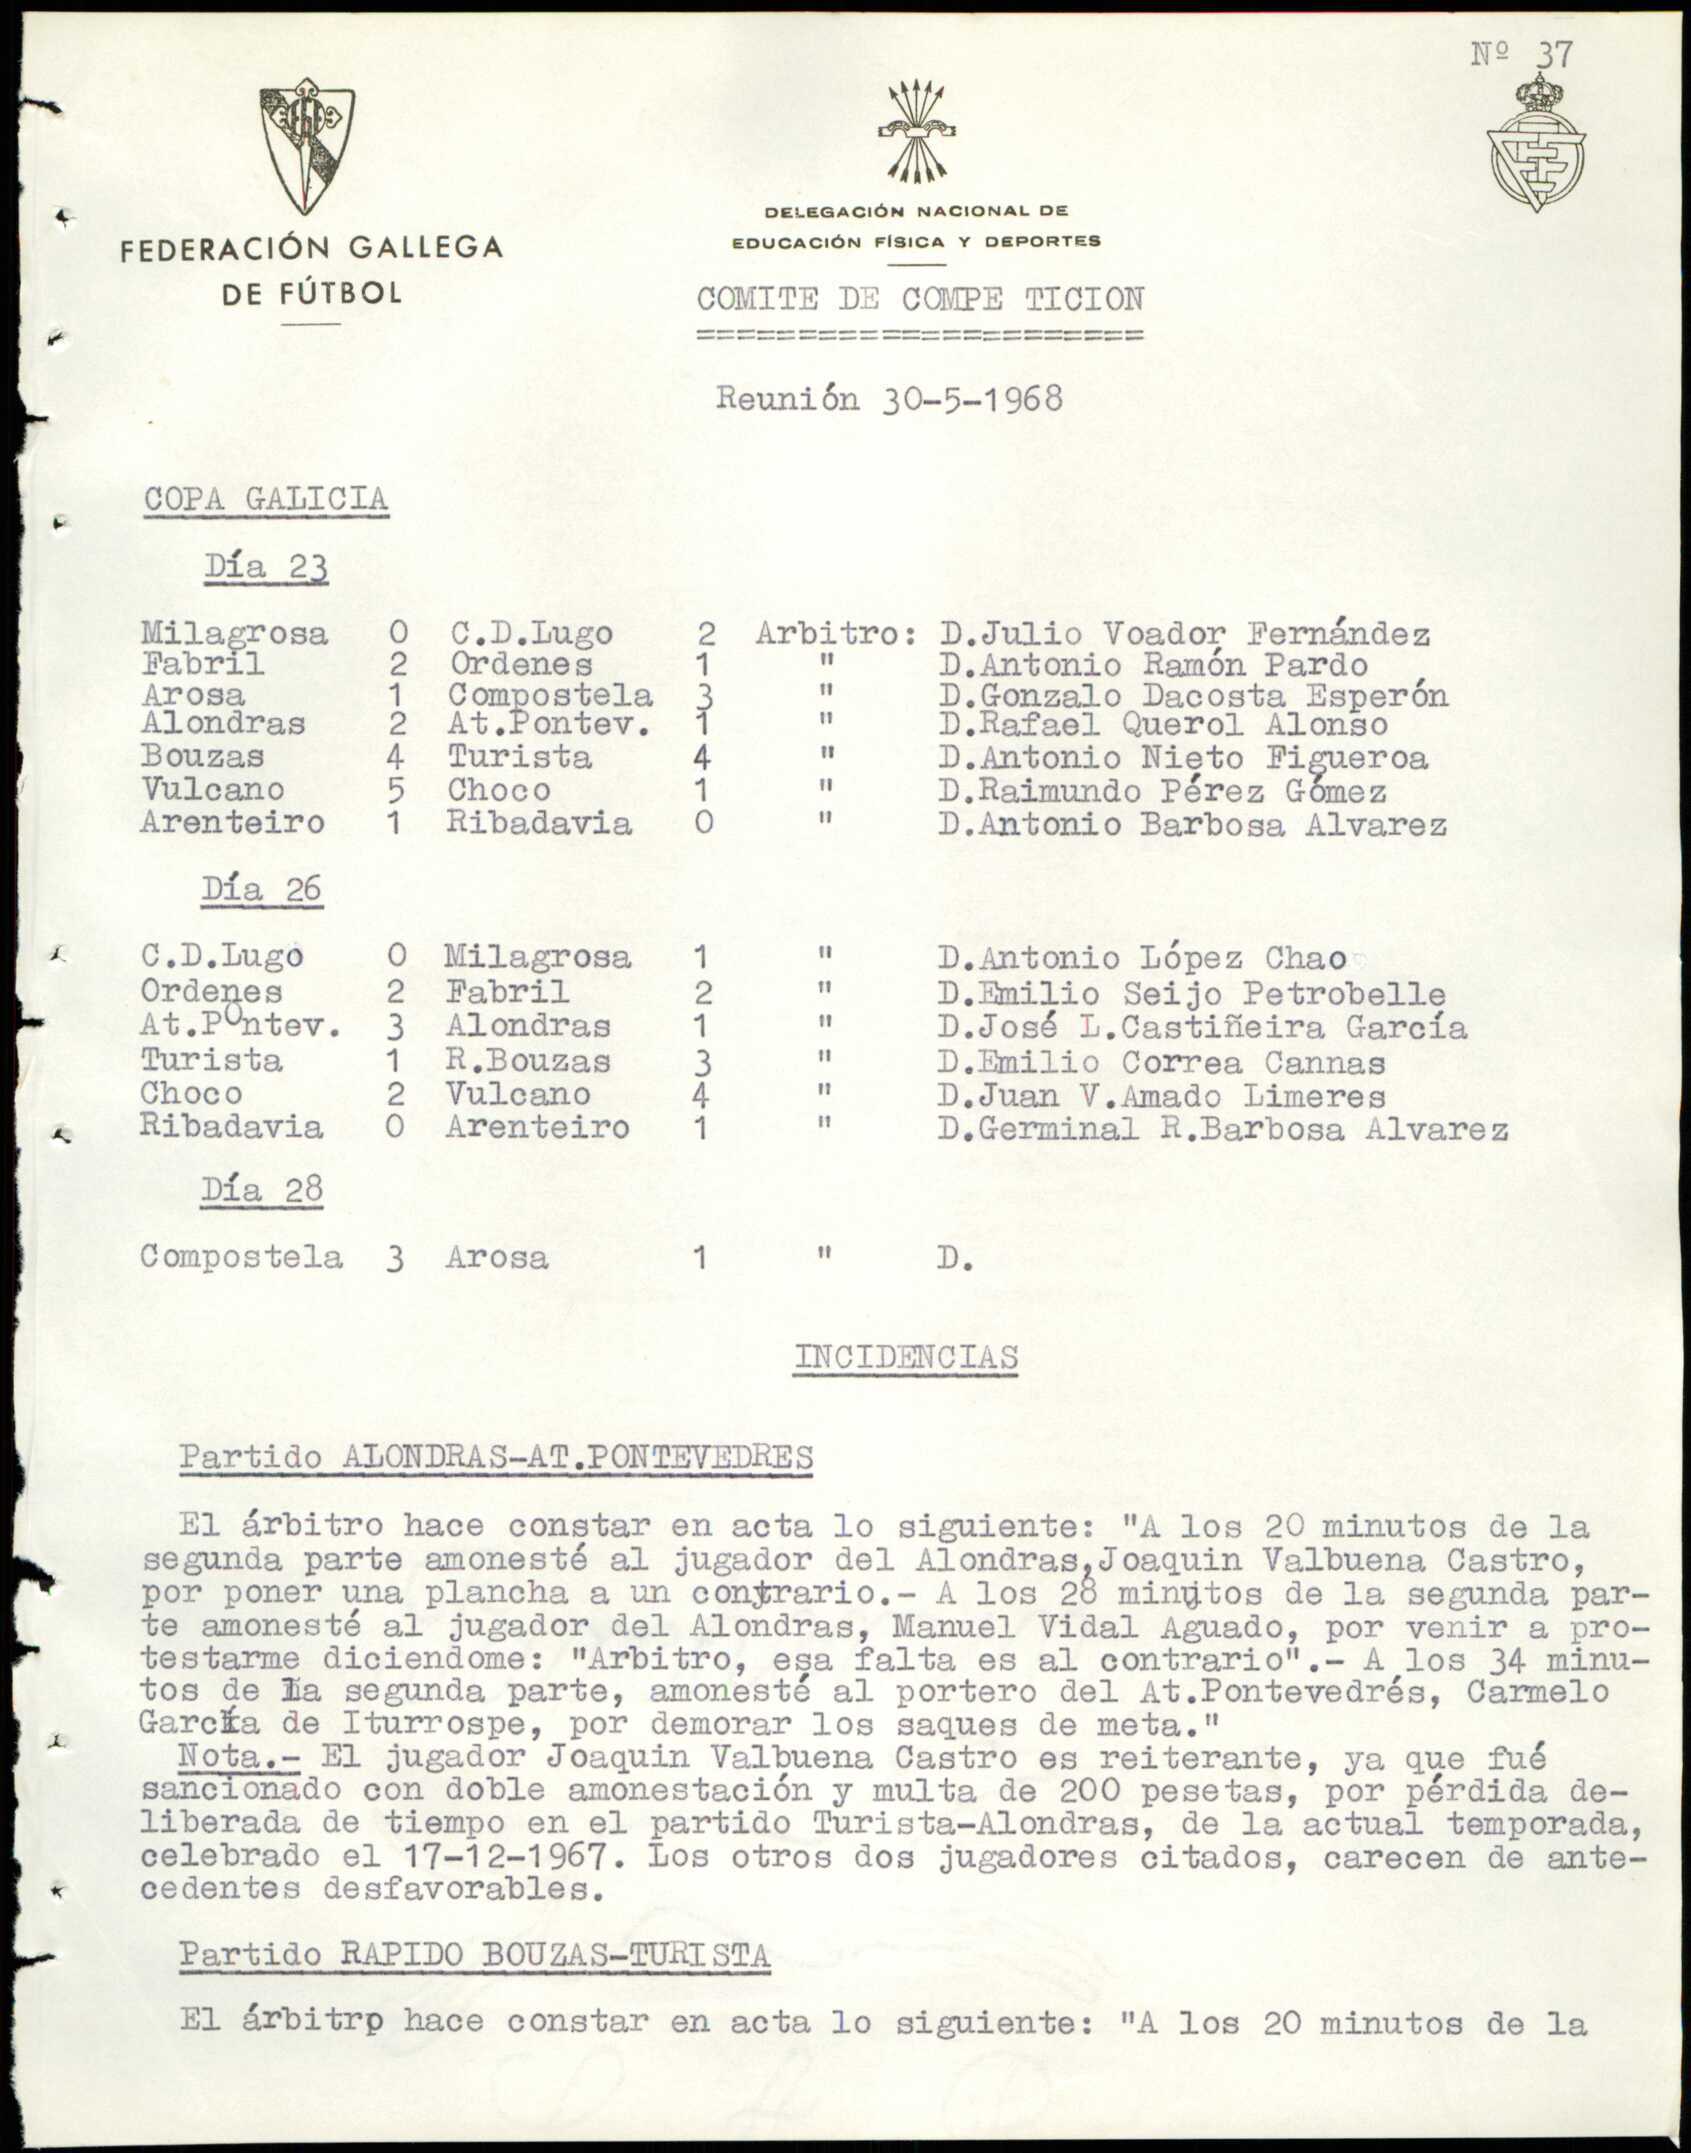 Nº 37
FEDERACIÓN GALLEGA
DE FÚTBOL
DELEGACIÓN NACIONAL DE
EDUCACIÓN FÍSICA Y DEPORTES
COMITE DE COMPE TICION
======================
Reunión 30-5-1968
COPA GALICIA
Día 23
Milagrosa 0 C.D.Lugo 2 Arbitro: D.Julio Voador Fernández
Fabril 2 Ordenes 1 " D.Antonio Ramón Pardo
Arosa 1 Compostela 3 " D.Gonzalo Dacosta Esperón
Alondras 2 At.Pontev. 1 " D.Rafael Querol Alonso
Bouzas 4 Turista 4 " D.Antonio Nieto Figueroa
Vulcano 5 Choco 1 " D.Raimundo Pérez Gómez
Arenteiro 1 Ribadavia 0 " D.Antonio Barbosa Alvarez
Día 26
C.D.Lugo 0 Milagrosa 1 " D.Antonio López Chao
Ordenes 2 Fabril 2 " D.Emilio Seijo Petrobelle
At.POntev. 3 Alondras 1 " D.José L.Castiñeira García
Turista 1 R.Bouzas 3 " D.Emilio Correa Cannas
Choco 2 Vulcano 4 " D.Juan V.Amado Limeres
Ribadavia 0 Arenteiro 1 " D.Germinal R.Barbosa Alvarez
Día 28
Compostela 3 Arosa 1 " D.
INCIDENCIAS
Partido ALONDRAS-AT.PONTEVEDRES
El árbitro hace constar en acta lo siguiente: "A los 20 minutos de la
segunda parte amonesté al jugador del Alondras,Joaquin Valbuena Castro,
por poner una plancha a un contrario.- A los 28 minutos de la segunda par-
te amonesté al jugador del Alondras, Manuel Vidal Aguado, por venir a pro-
testarme diciendome: "Arbitro, esa falta es al contrario".- A los 34 minu-
tos de la segunda parte, amonesté al portero del At.Pontevedrés, Carmelo
García de Iturrospe, por demorar los saques de meta."
Nota.- El jugador Joaquin Valbuena Castro es reiterante, ya que fué
sancionado con doble amonestación y multa de 200 pesetas, por pérdida de-
liberada de tiempo en el partido Turista-Alondras, de la actual temporada,
celebrado el 17-12-1967. Los otros dos jugadores citados, carecen de ante-
cedentes desfavorables.
Partido RAPIDO BOUZAS-TURISTA
El árbitro hace constar en acta lo siguiente: "A los 20 minutos de la